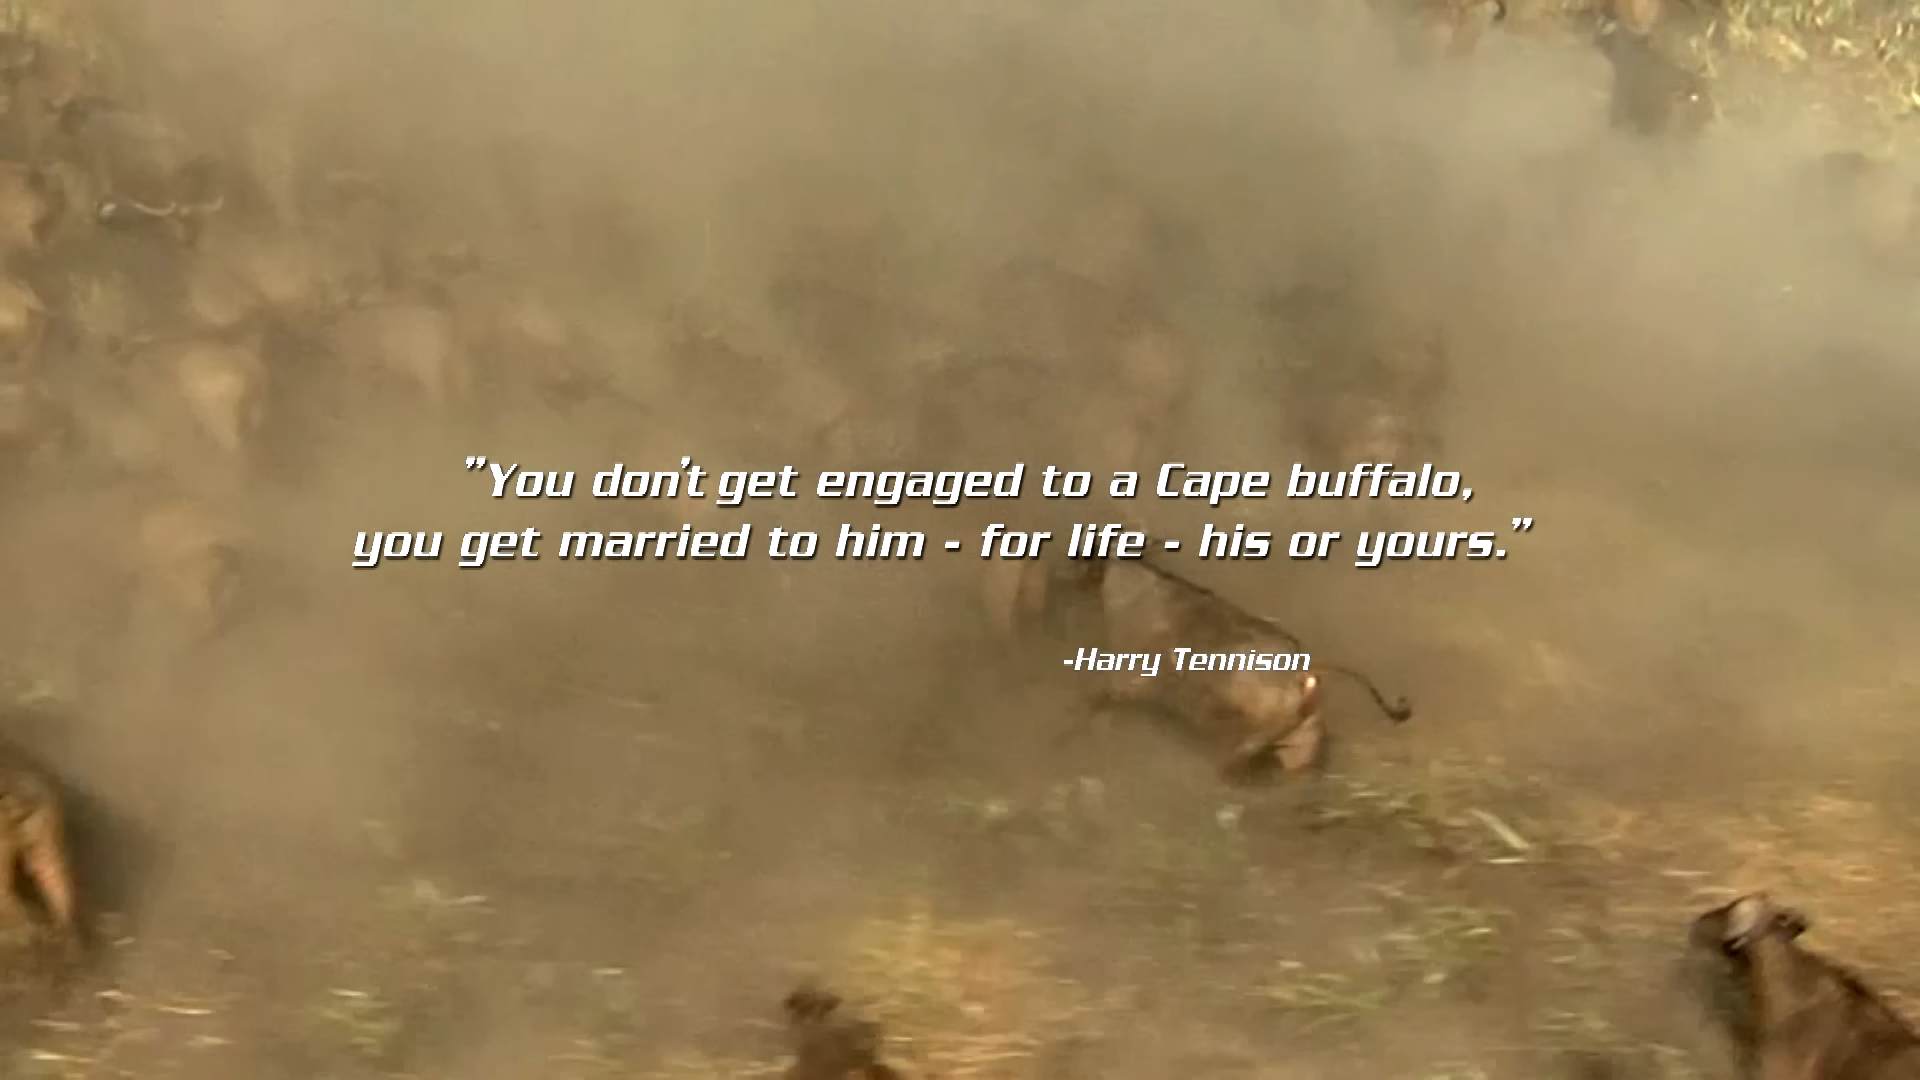 "You don't get engaged to a Cape buffalo,
you get married to him - for life - his or yours."
-Harry Tennison